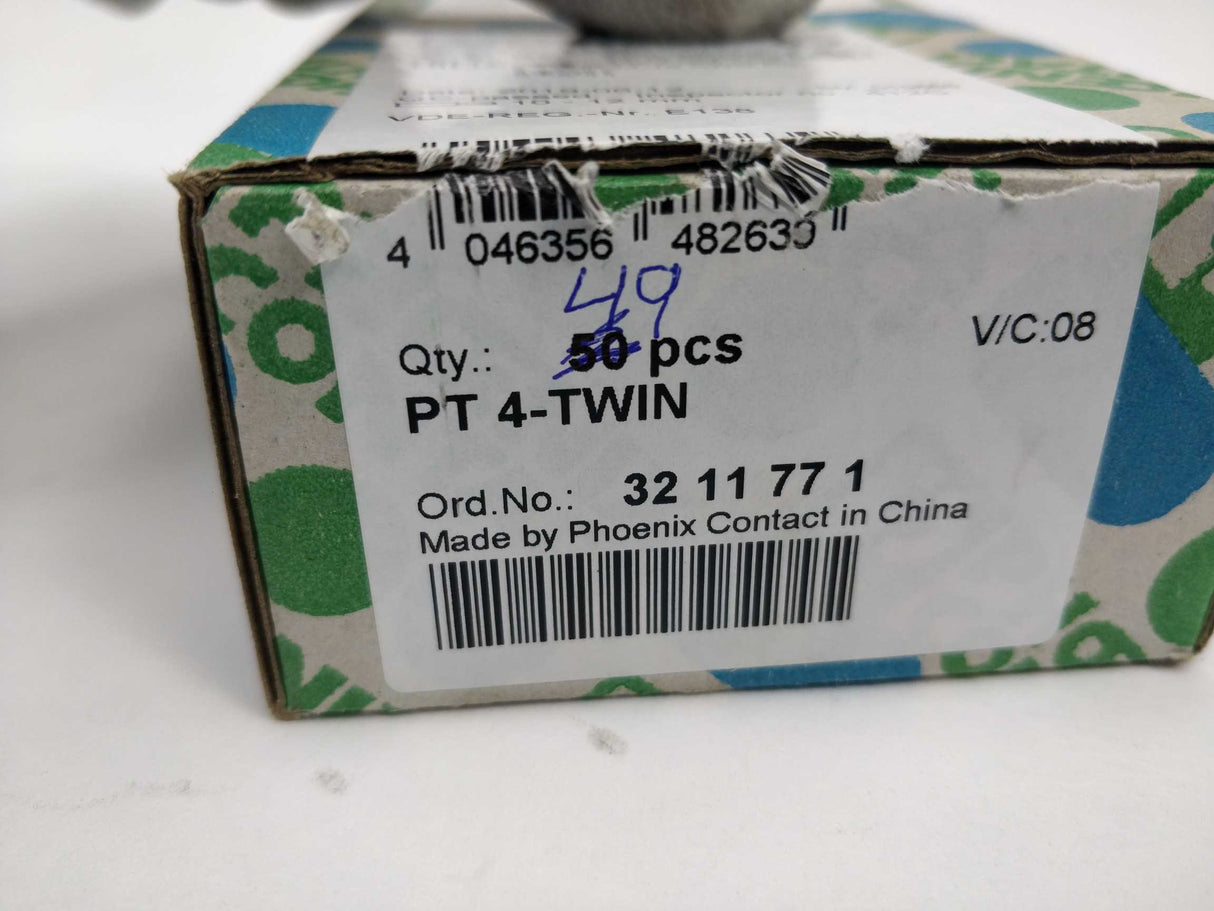 VDE-REG.-Nr. E135
4 046356 482639
49
Qty.: 50 pcs
V/C:08
PT 4-TWIN
Ord.No.: 32 11 77 1
Made by Phoenix Contact in China